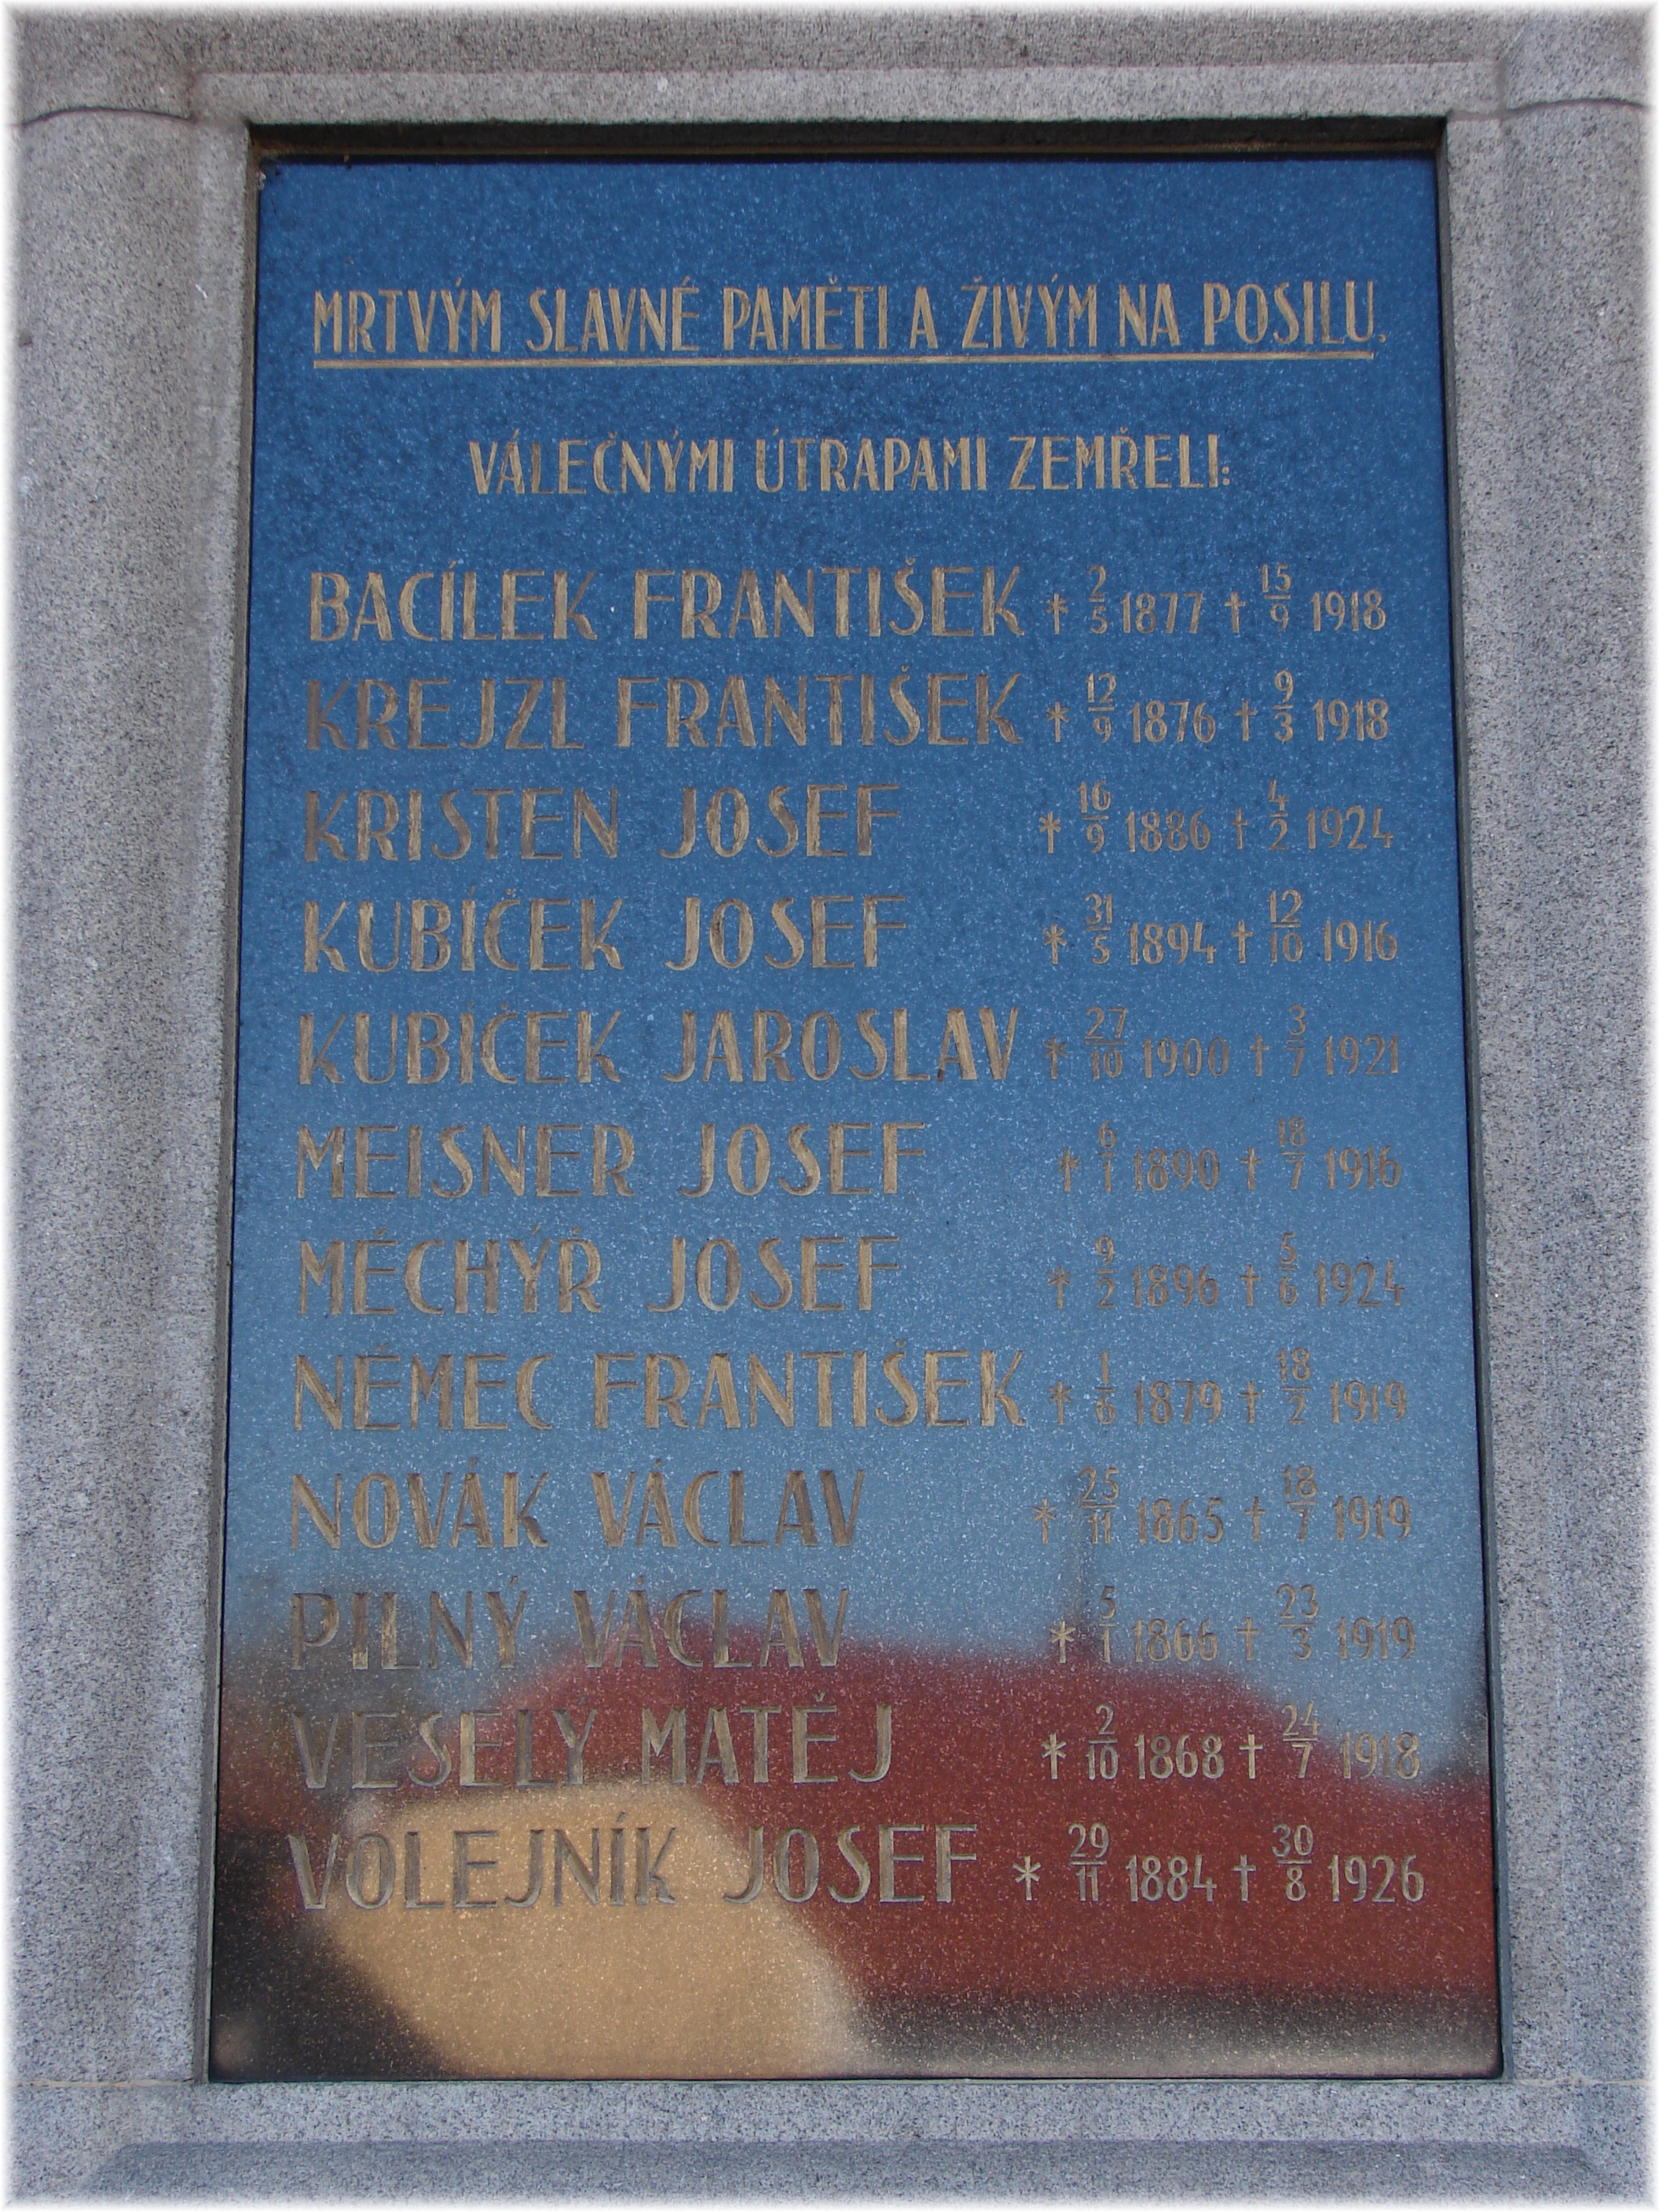 MRTVÝM SLAVNÉ PAMĚTI A ŽIVÝM NA POSILU.
VÁLEČNÝMI ÚTRAPAMI ZEMŘELI:
BACÍLEK FRANTIŠEK * 2/5 1877 † 15/9 1918
KREJZL FRANTIŠEK * 12/9 1876 † 9/3 1918
KRISTEN JOSEF * 16/9 1886 † 4/2 1924
KUBÍČEK JOSEF * 31/5 1894 † 12/10 1916
KUBÍČEK JAROSLAV * 27/10 1900 † 3/7 1921
MEISNER JOSEF * 6/1 1890 † 18/7 1916
MĚCHÝŘ JOSEF * 9/2 1896 † 5/6 1924
NĚMEC FRANTIŠEK * 1/6 1879 † 18/2 1919
NOVÁK VÁCLAV * 25/11 1865 † 18/7 1919
PILNÝ VÁCLAV * 5/1 1866 † 23/3 1919
VESELÝ MATĚJ * 2/10 1868 † 24/7 1918
VOLEJNÍK JOSEF * 29/11 1884 † 30/8 1926